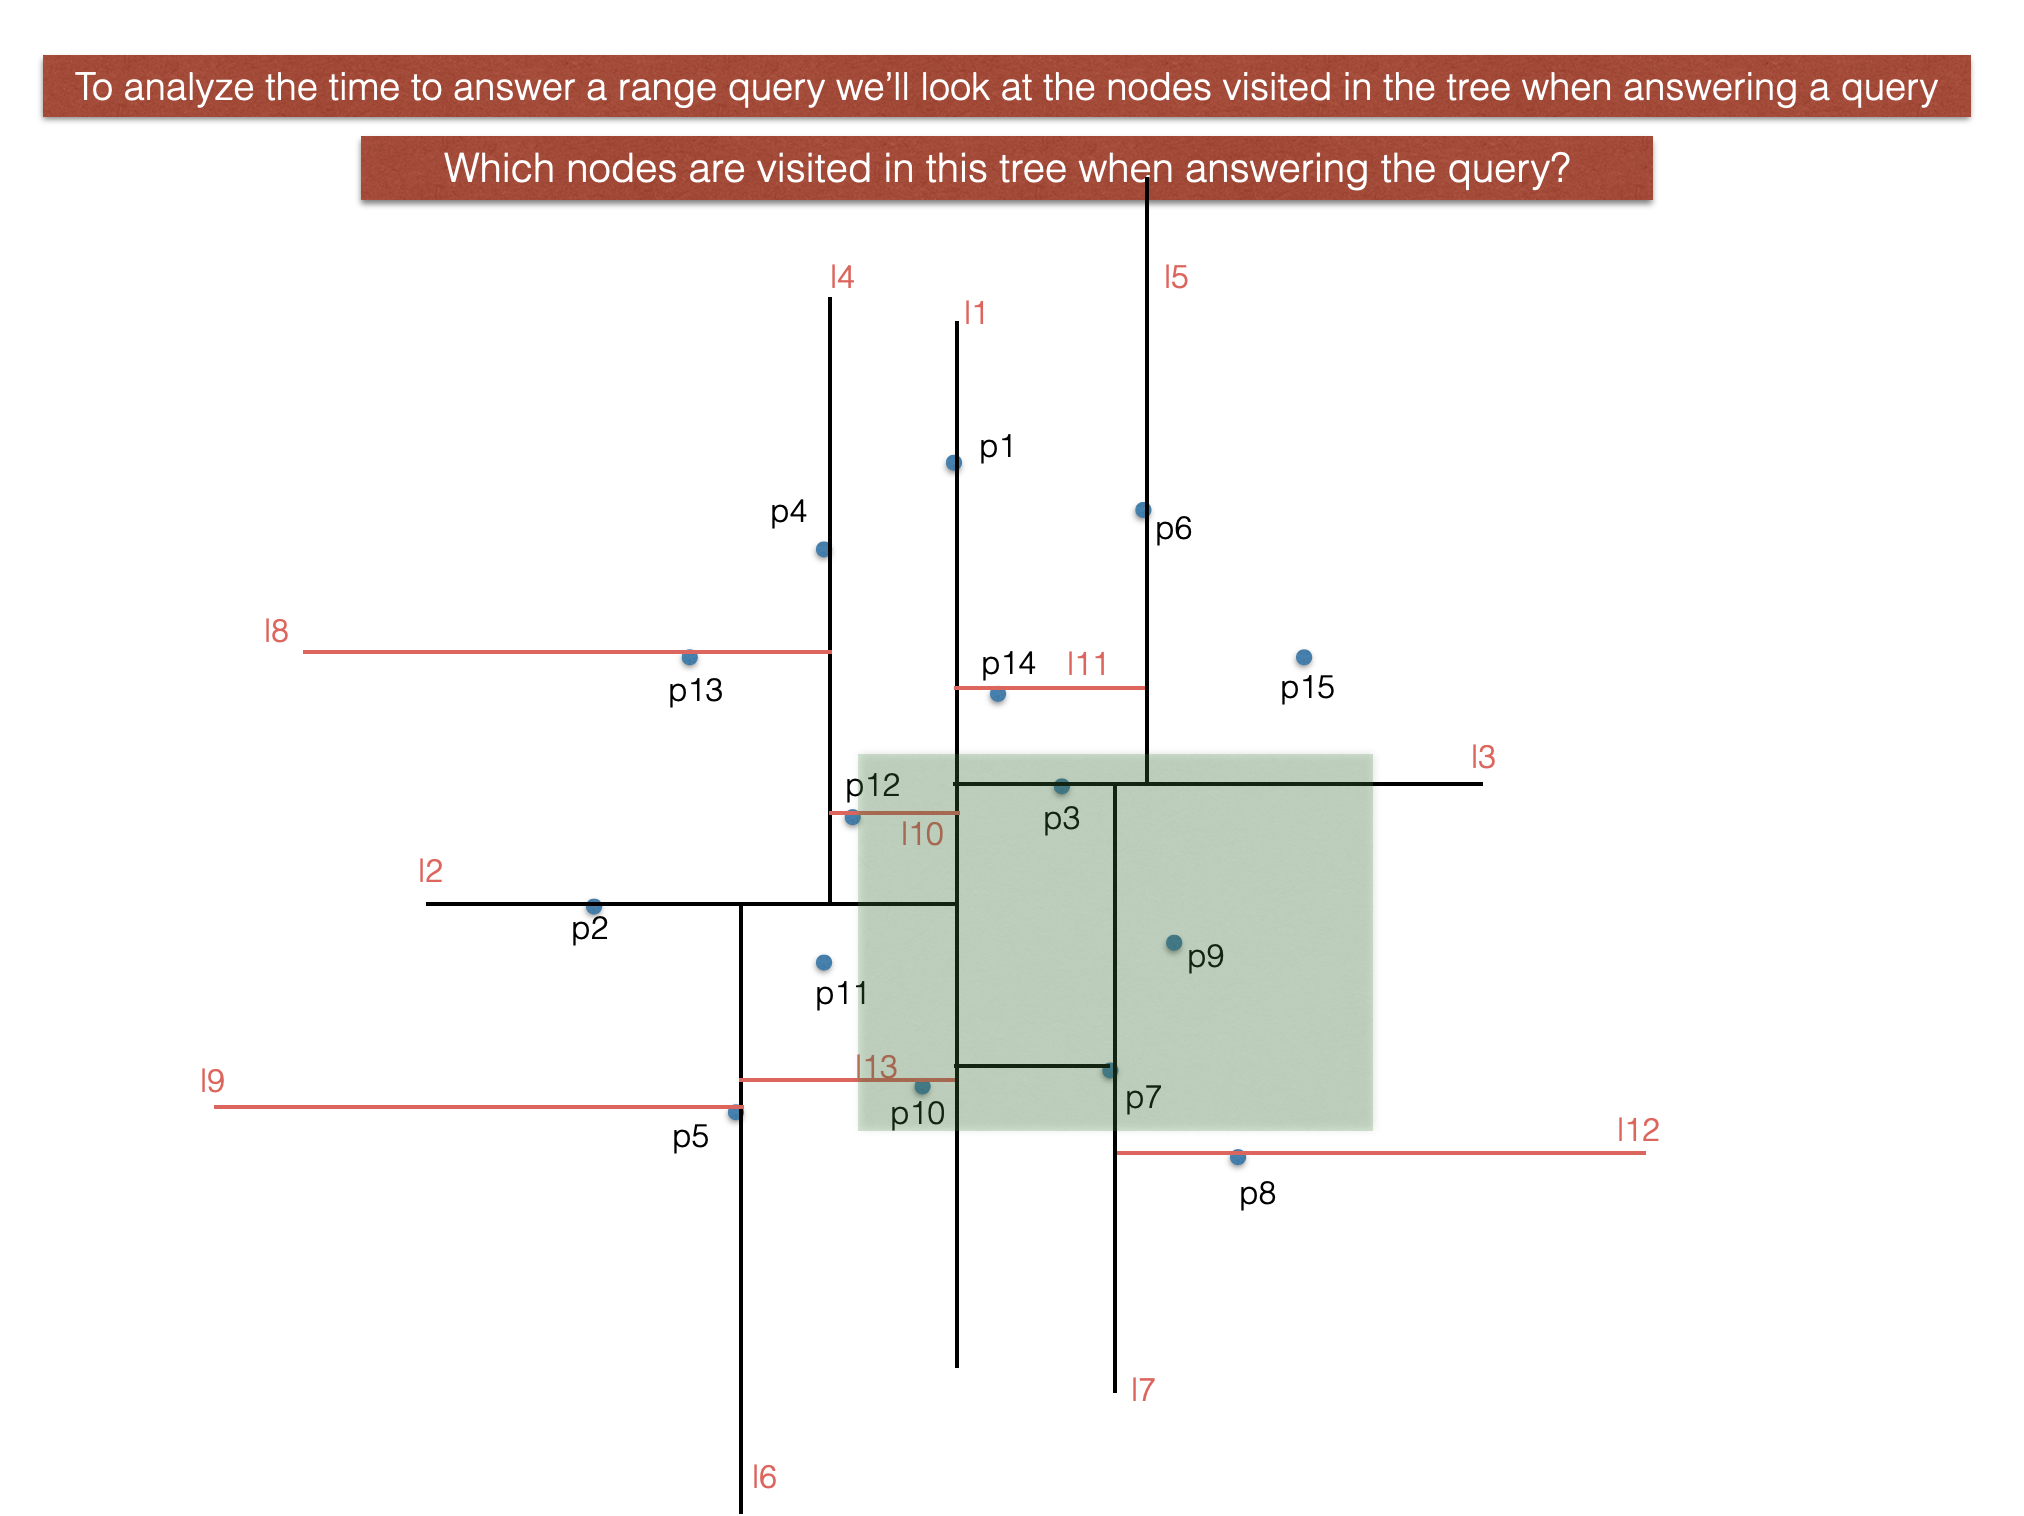 To analyze the time to answer a range query we’ll look at the nodes visited in the tree when answering a query
Which nodes are visited in this tree when answering the query?
l4
l5
l1
p1
p4
p6
l8
p14
l11
p13
p15
l3
p12
p3
l10
l2
p2
p9
p11
l13
l9
p7
p10
p5
l12
p8
l7
l6